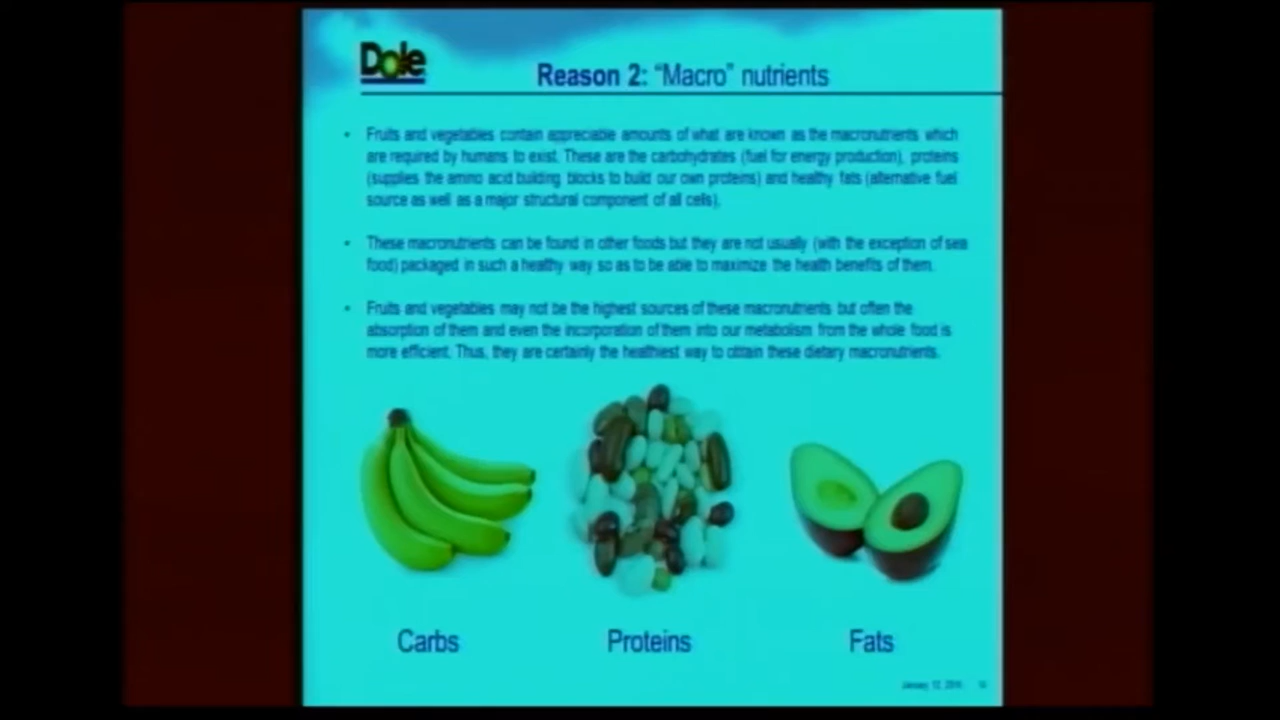 Dole
Reason 2: “Macro” nutrients
• Fruits and vegetables contain appreciable amounts of what are known as the macronutrients which
are required by humans to exist. These are the carbohydrates (fuel for energy production), proteins
(supplies the amino acid building blocks to build our own proteins) and healthy fats (alternative fuel
source as well as a major structural component of all cells).
• These macronutrients can be found in other foods but they are not usually (with the exception of sea
food) packaged in such a healthy way so as to be able to maximize the health benefits of them.
• Fruits and vegetables may not be the highest sources of these macronutrients but often the
absorption of them and even the incorporation of them into our metabolism from the whole food is
more efficient. Thus, they are certainly the healthiest way to obtain these dietary macronutrients.
Carbs
Proteins
Fats
January 12,